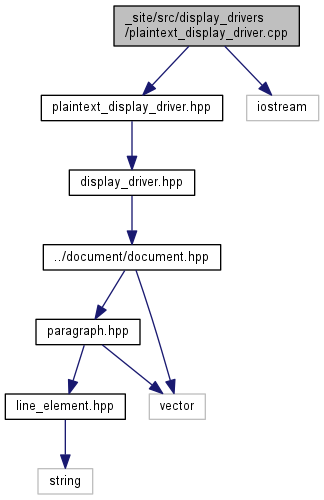 _site/src/display_drivers
/plaintext_display_driver.cpp
plaintext_display_driver.hpp
iostream
display_driver.hpp
../document/document.hpp
paragraph.hpp
line_element.hpp
vector
string